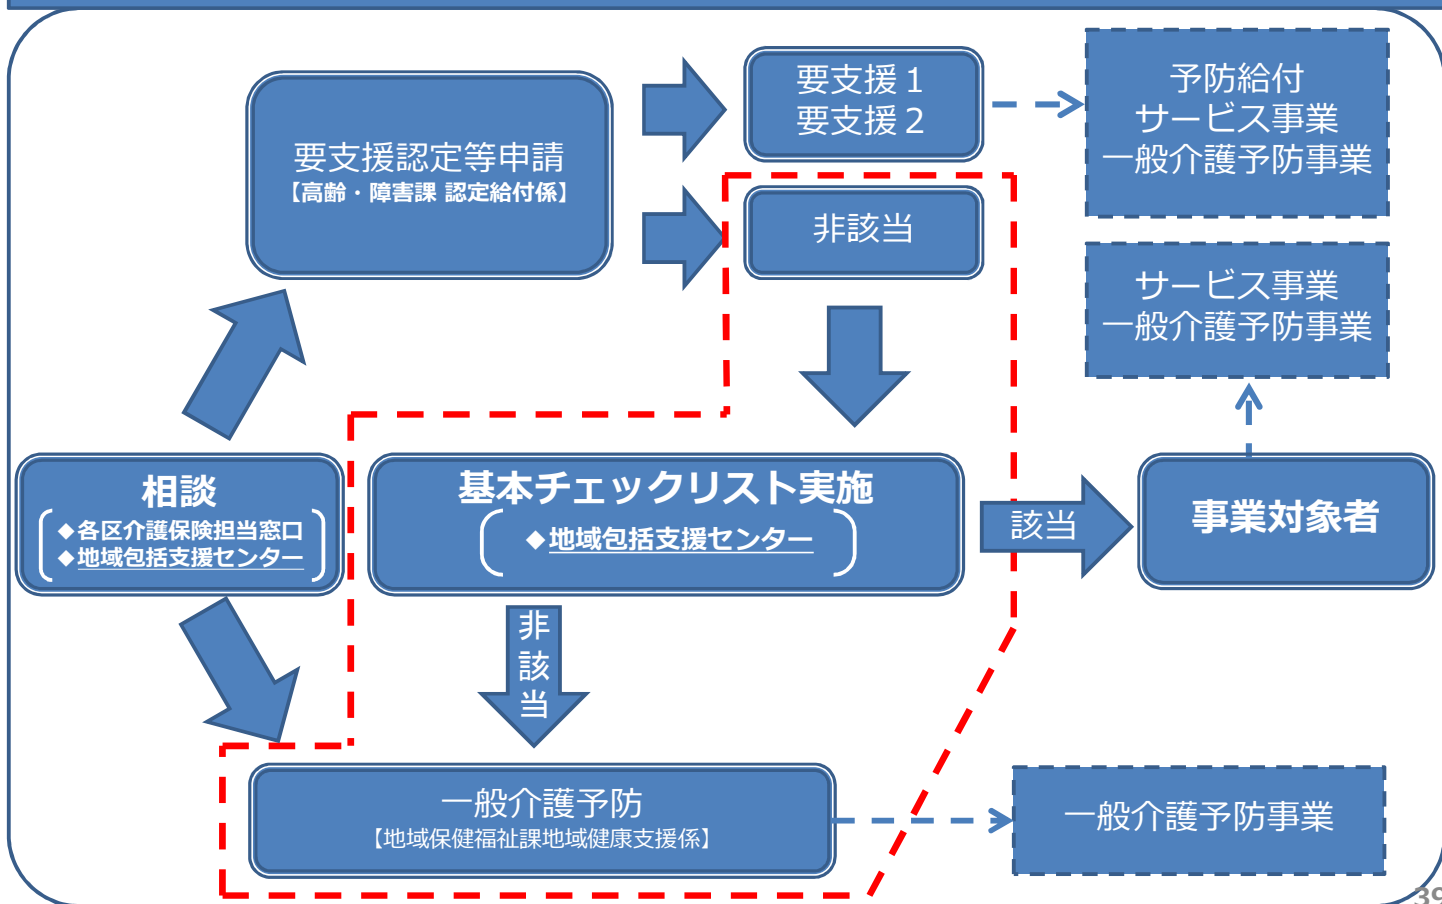 要支援１
要支援２
予防給付
サービス事業
一般介護予防事業
要支援認定等申請
【高齢・障害課 認定給付係】
非該当
サービス事業
一般介護予防事業
相談
◆各区介護保険担当窓口
◆地域包括支援センター
基本チェックリスト実施
◆地域包括支援センター
該当
事業対象者
非
該
当
一般介護予防
【地域保健福祉課地域健康支援係】
一般介護予防事業
39